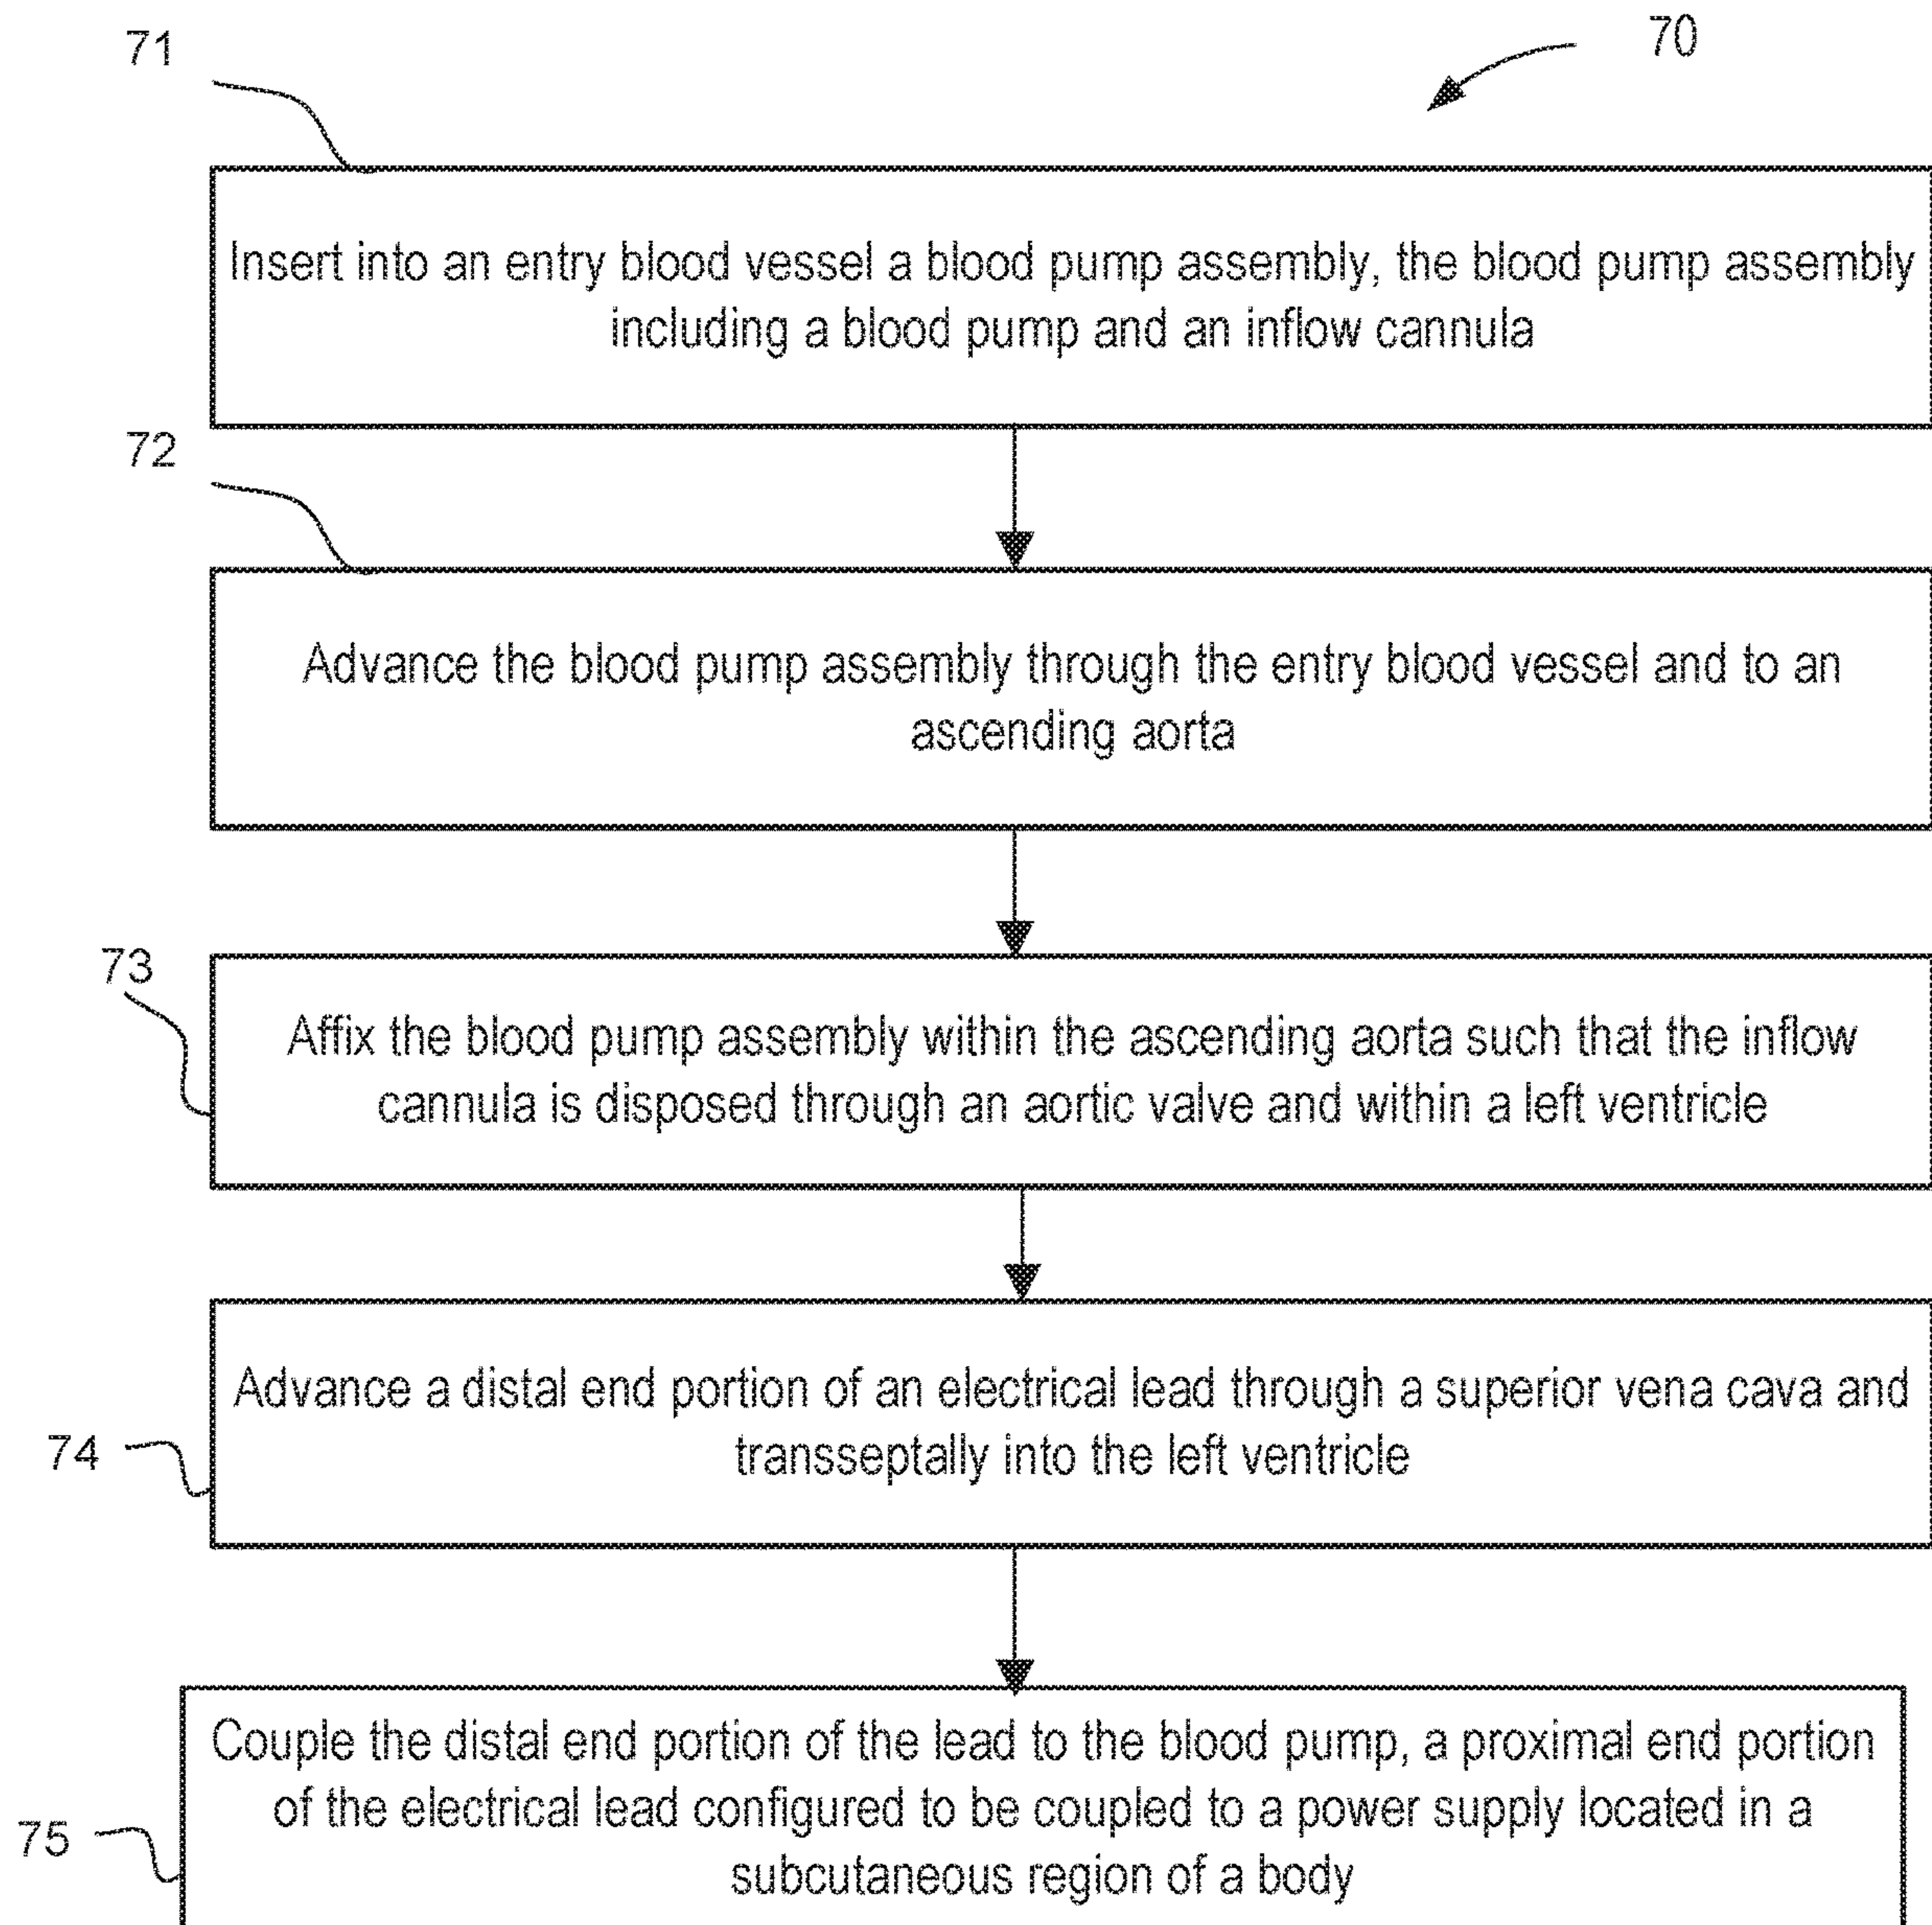 71
70
Insert into an entry blood vessel a blood pump assembly, the blood pump assembly
including a blood pump and an inflow cannula
72
Advance the blood pump assembly through the entry blood vessel and to an
ascending aorta
73
Affix the blood pump assembly within the ascending aorta such that the inflow
cannula is disposed through an aortic valve and within a left ventricle
74
Advance a distal end portion of an electrical lead through a superior vena cava and
transseptally into the left ventricle
75
Couple the distal end portion of the lead to the blood pump, a proximal end portion
of the electrical lead configured to be coupled to a power supply located in a
subcutaneous region of a body